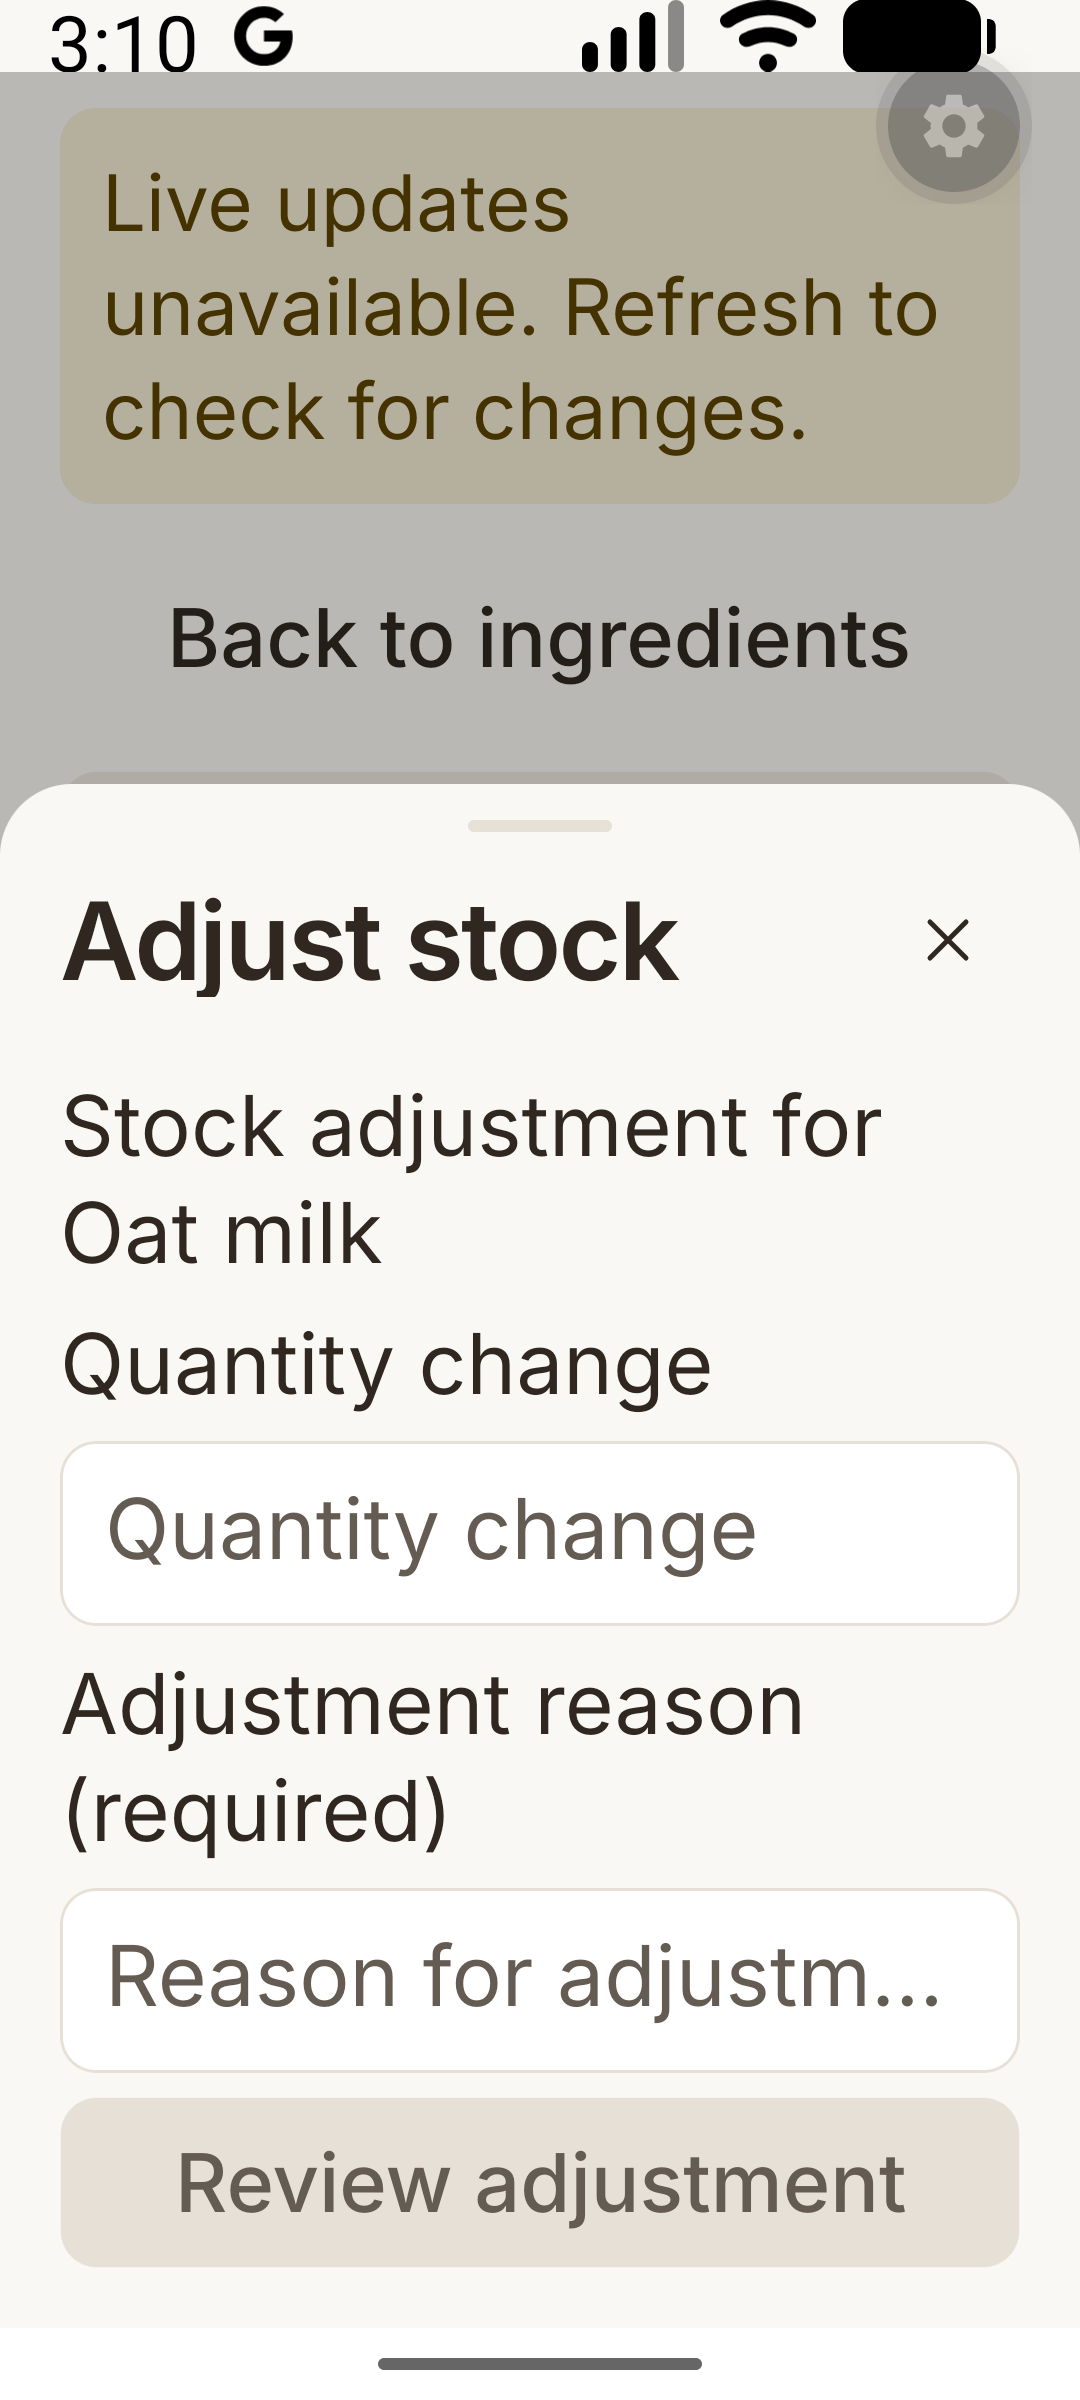 3:10
Live updates
unavailable. Refresh to
check for changes.
Back to ingredients
Adjust stock
Stock adjustment for
Oat milk
Quantity change
Quantity change
Adjustment reason
(required)
Reason for adjustm...
Review adjustment